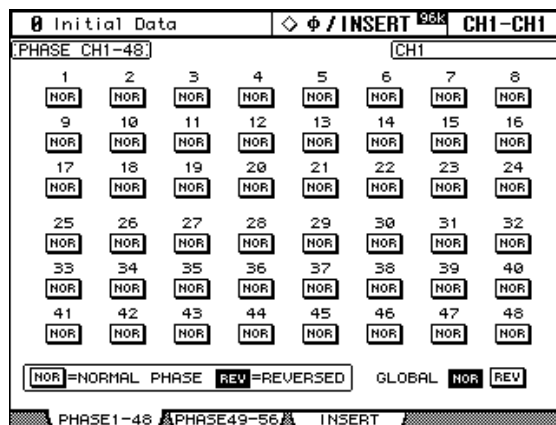 0 Initial Data ◇ Φ/INSERT 96k CH1-CH1
PHASE CH1-48 CH1
1 2 3 4 5 6 7 8
NOR NOR NOR NOR NOR NOR NOR NOR
9 10 11 12 13 14 15 16
NOR NOR NOR NOR NOR NOR NOR NOR
17 18 19 20 21 22 23 24
NOR NOR NOR NOR NOR NOR NOR NOR
25 26 27 28 29 30 31 32
NOR NOR NOR NOR NOR NOR NOR NOR
33 34 35 36 37 38 39 40
NOR NOR NOR NOR NOR NOR NOR NOR
41 42 43 44 45 46 47 48
NOR NOR NOR NOR NOR NOR NOR NOR
NOR=NORMAL PHASE REV=REVERSED GLOBAL NOR REV
PHASE1-48 PHASE49-56 INSERT